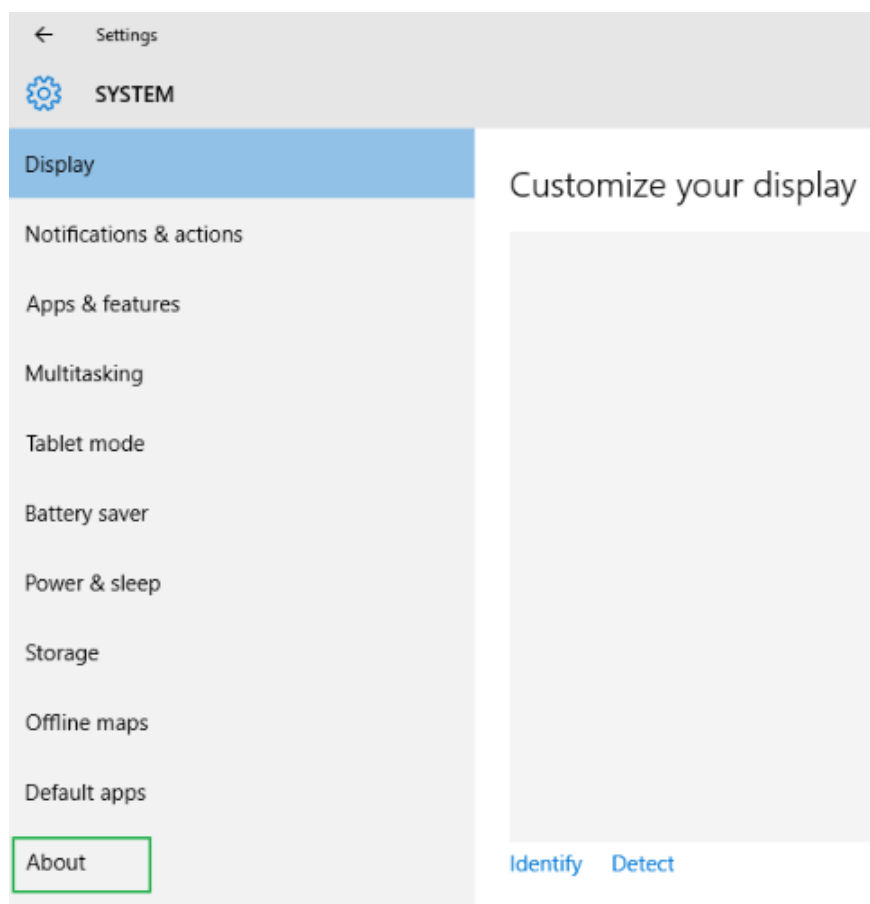 Settings
SYSTEM
Display
Notifications & actions
Apps & features
Multitasking
Tablet mode
Battery saver
Power & sleep
Storage
Offline maps
Default apps
About
Customize your display
Identify Detect